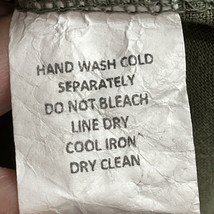 HAND WASH COLD
SEPARATELY
DO NOT BLEACH
LINE DRY
COOL IRON
DRY CLEAN